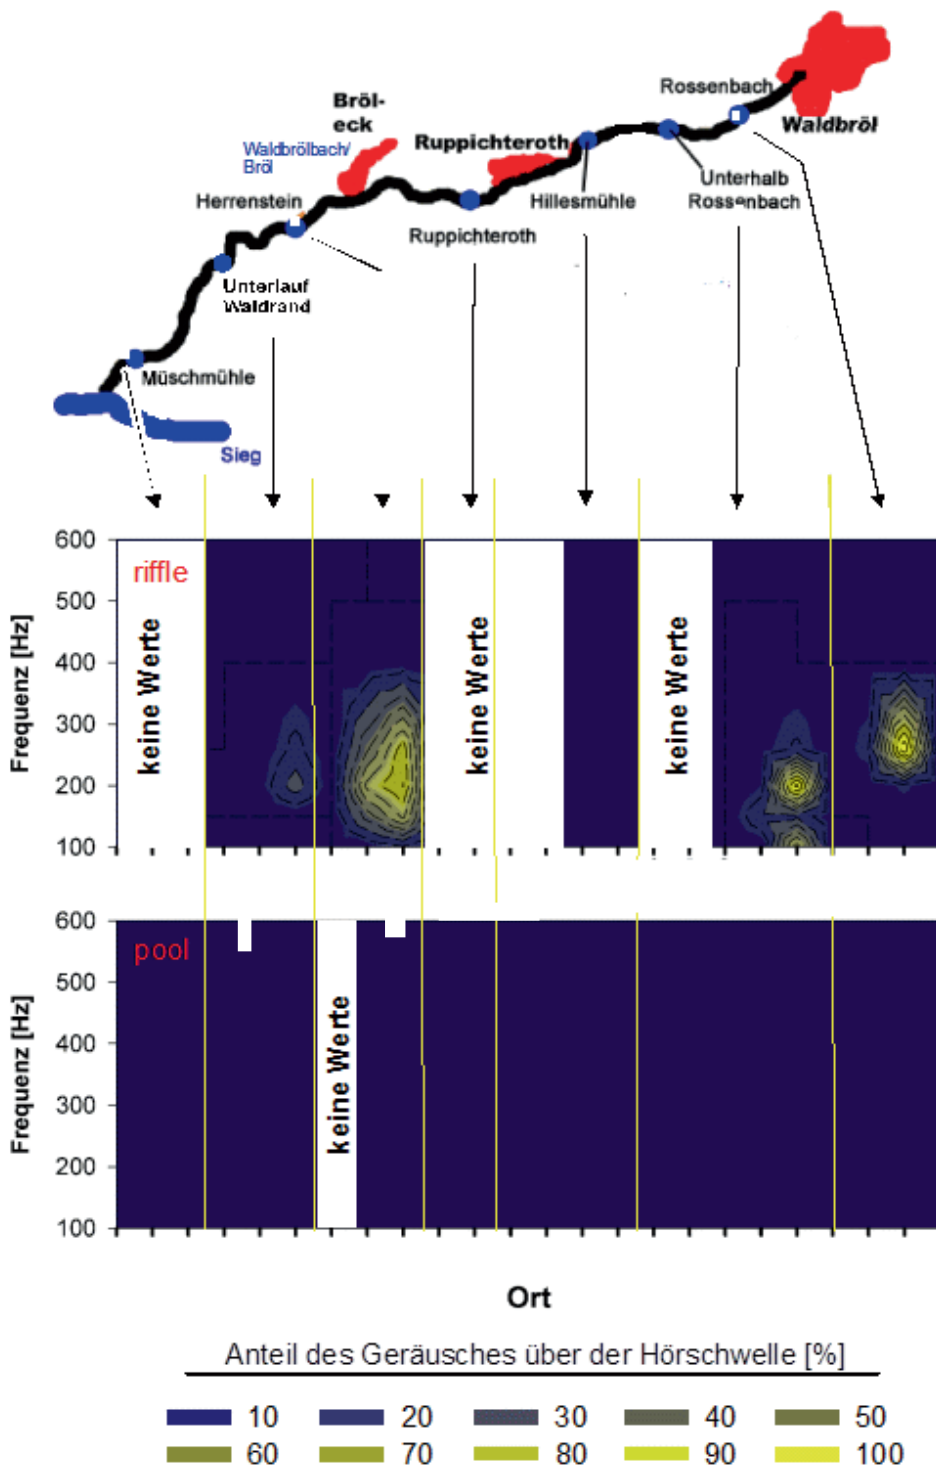 Rossenbach
Waldbröl
Bröl-
eck
Waldbrölbach/
Bröl
Ruppichteroth
Herrenstein
Hillesmühle
Unterhalb
Rossenbach
Ruppichteroth
Unterlauf
Waldrand
Müschmühle
Sieg
600
500
400
300
200
100
Frequenz [Hz]
riffle
keine Werte
keine Werte
keine Werte
600
500
400
300
200
100
Frequenz [Hz]
pool
keine Werte
Ort
Anteil des Geräusches über der Hörschwelle [%]
10 20 30 40 50
60 70 80 90 100